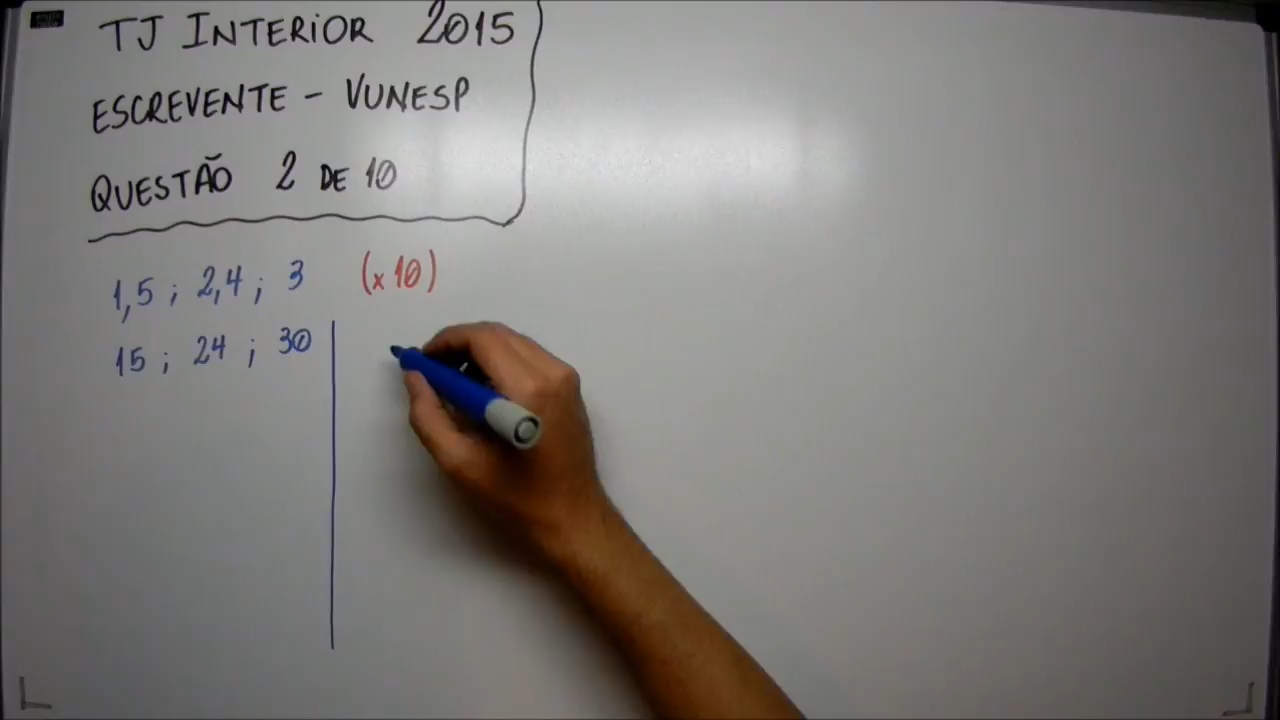 TJ INTERIOR 2015
ESCREVENTE - VUNESP
QUESTÃO 2 DE 10
1,5 ; 2,4 ; 3 (x 10)
15 ; 24 ; 30